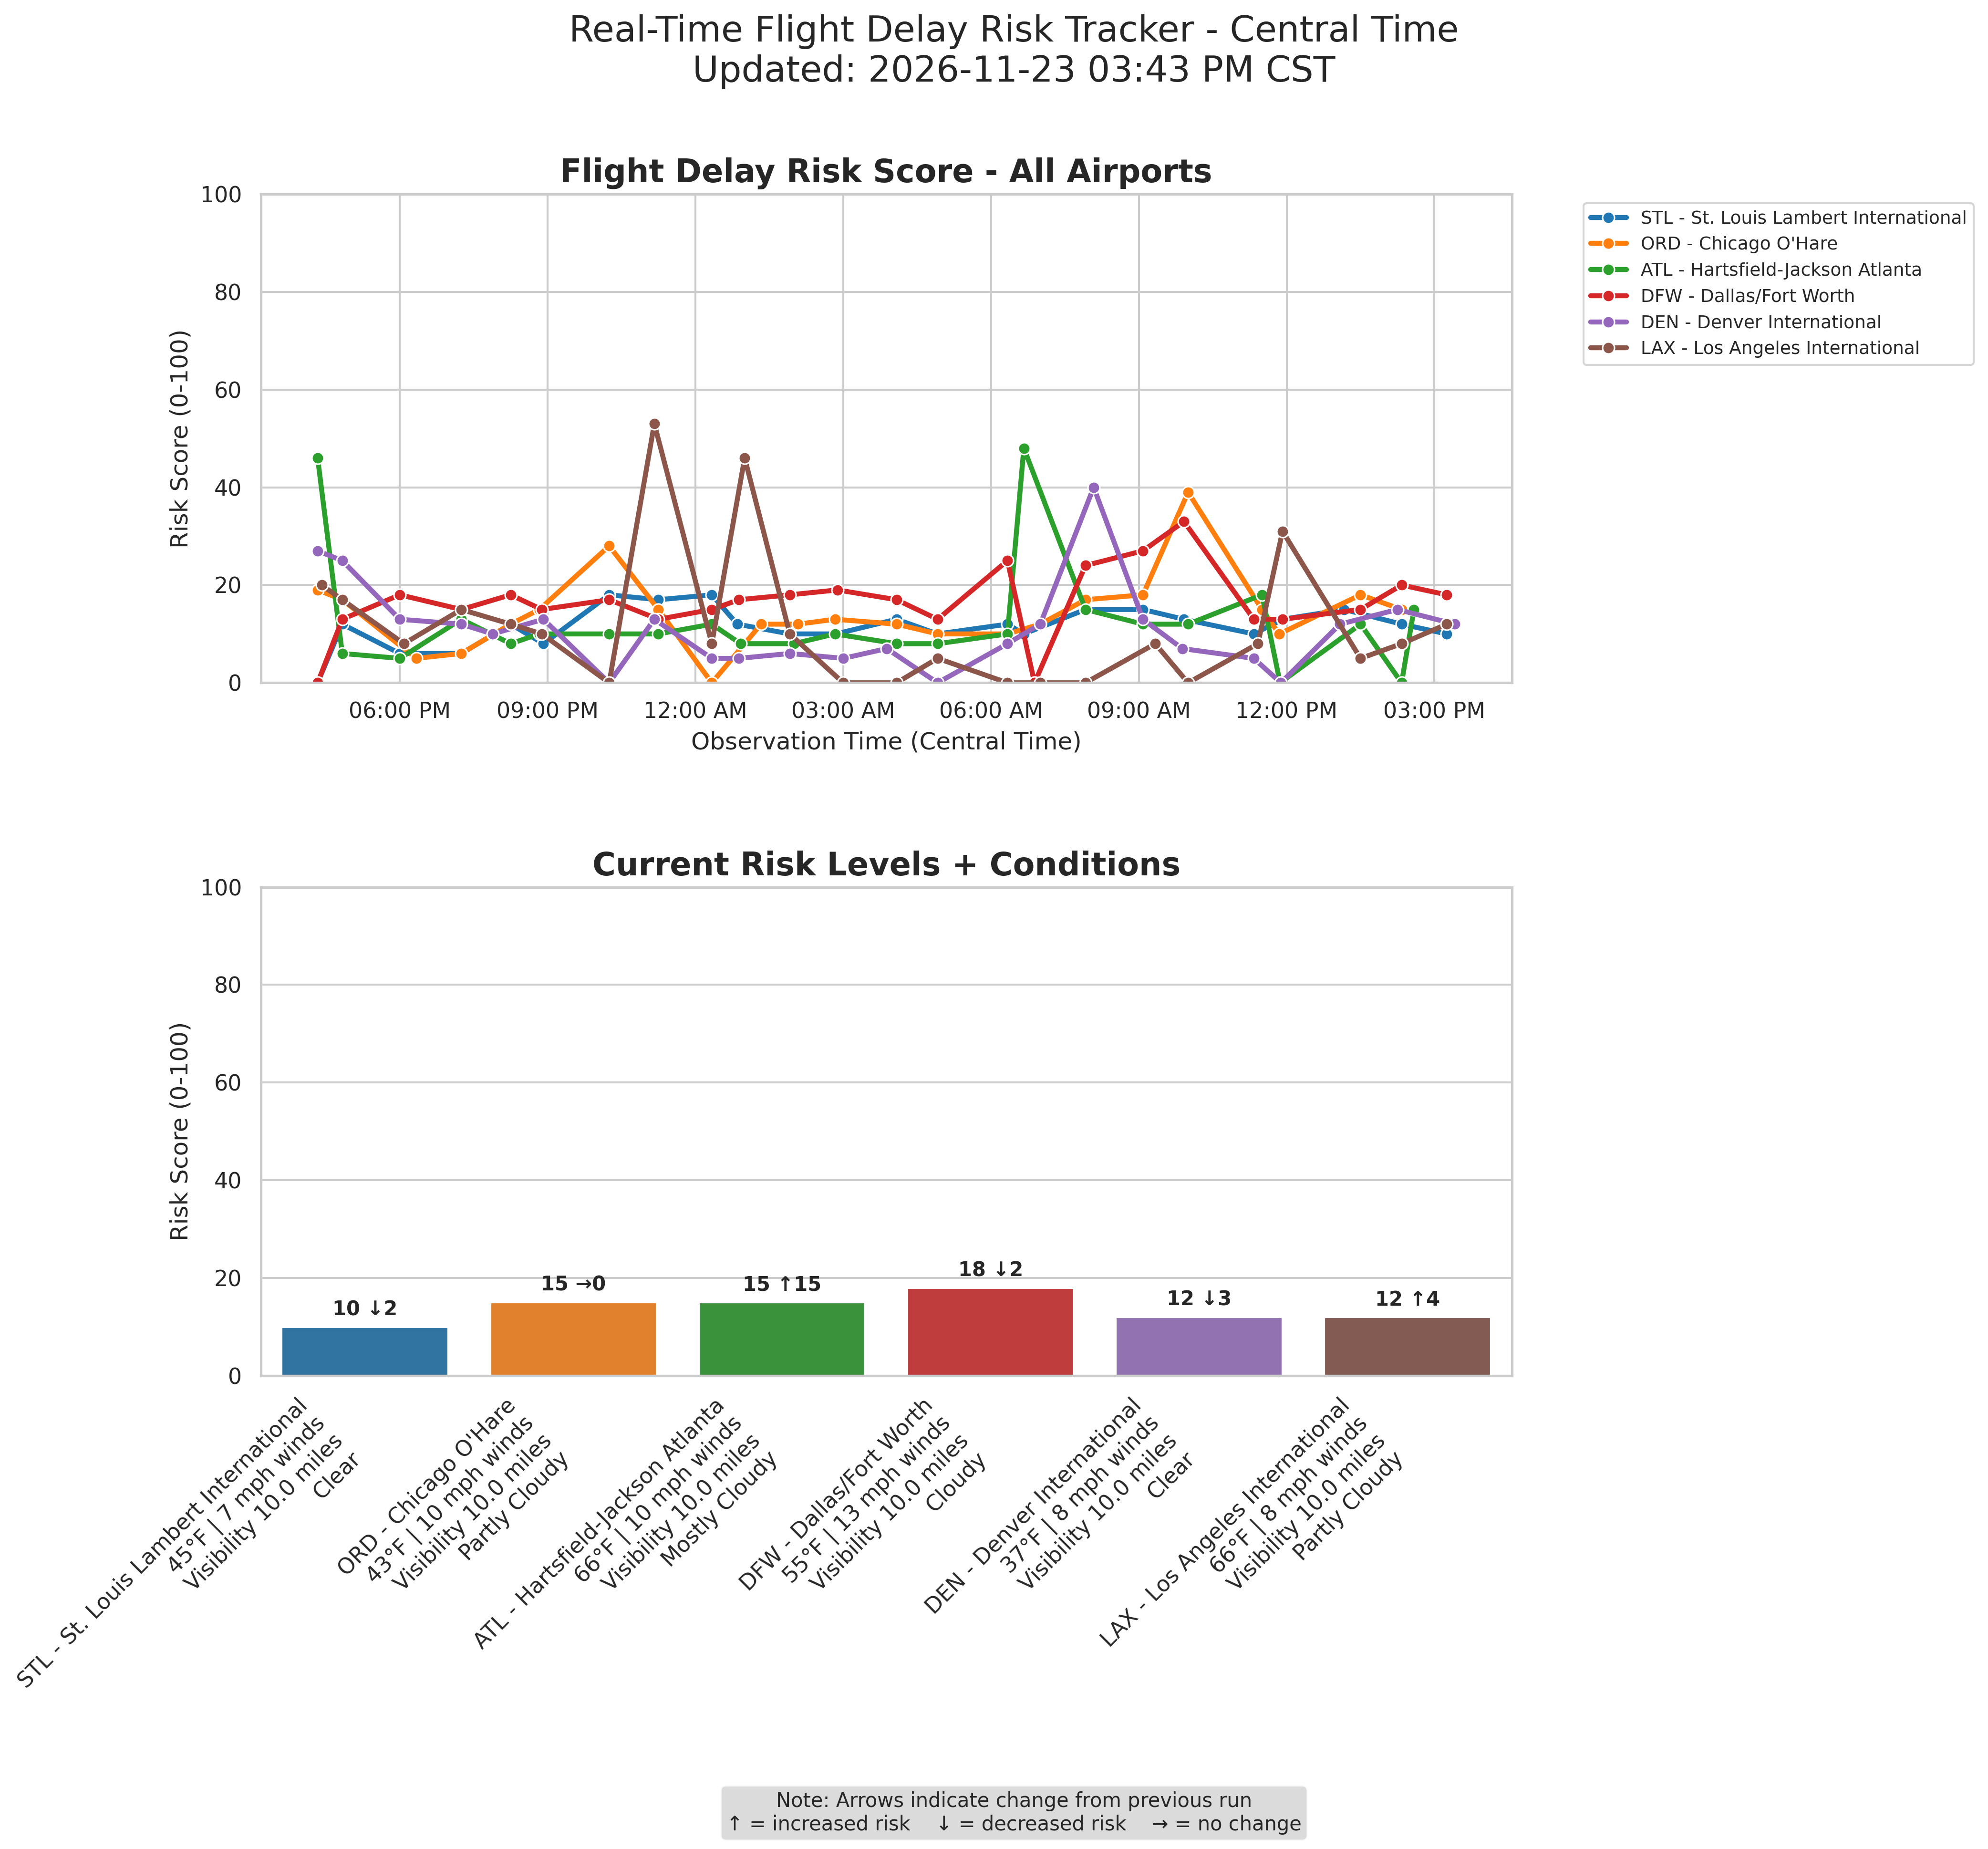 Real-Time Flight Delay Risk Tracker - Central Time
Updated: 2026-11-23 03:43 PM CST
Flight Delay Risk Score - All Airports
100
80
60
40
20
0
Risk Score (0-100)
06:00 PM
09:00 PM
12:00 AM
03:00 AM
06:00 AM
09:00 AM
12:00 PM
03:00 PM
Observation Time (Central Time)
STL - St. Louis Lambert International
ORD - Chicago O'Hare
ATL - Hartsfield-Jackson Atlanta
DFW - Dallas/Fort Worth
DEN - Denver International
LAX - Los Angeles International
Current Risk Levels + Conditions
100
80
60
40
20
0
Risk Score (0-100)
10 ↓2
15 →0
15 ↑15
18 ↓2
12 ↓3
12 ↑4
STL - St. Louis Lambert International
45°F | 7 mph winds
Visibility 10.0 miles
Clear
ORD - Chicago O'Hare
43°F | 10 mph winds
Visibility 10.0 miles
Partly Cloudy
ATL - Hartsfield-Jackson Atlanta
66°F | 10 mph winds
Visibility 10.0 miles
Mostly Cloudy
DFW - Dallas/Fort Worth
55°F | 13 mph winds
Visibility 10.0 miles
Cloudy
DEN - Denver International
37°F | 8 mph winds
Visibility 10.0 miles
Clear
LAX - Los Angeles International
66°F | 8 mph winds
Visibility 10.0 miles
Partly Cloudy
Note: Arrows indicate change from previous run
↑ = increased risk ↓ = decreased risk → = no change